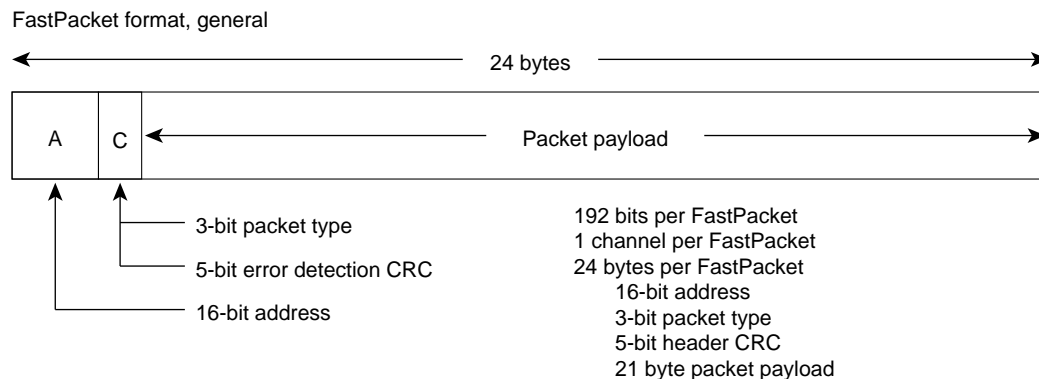 FastPacket format, general
24 bytes
A
C
Packet payload
3-bit packet type
5-bit error detection CRC
16-bit address
192 bits per FastPacket
1 channel per FastPacket
24 bytes per FastPacket
16-bit address
3-bit packet type
5-bit header CRC
21 byte packet payload